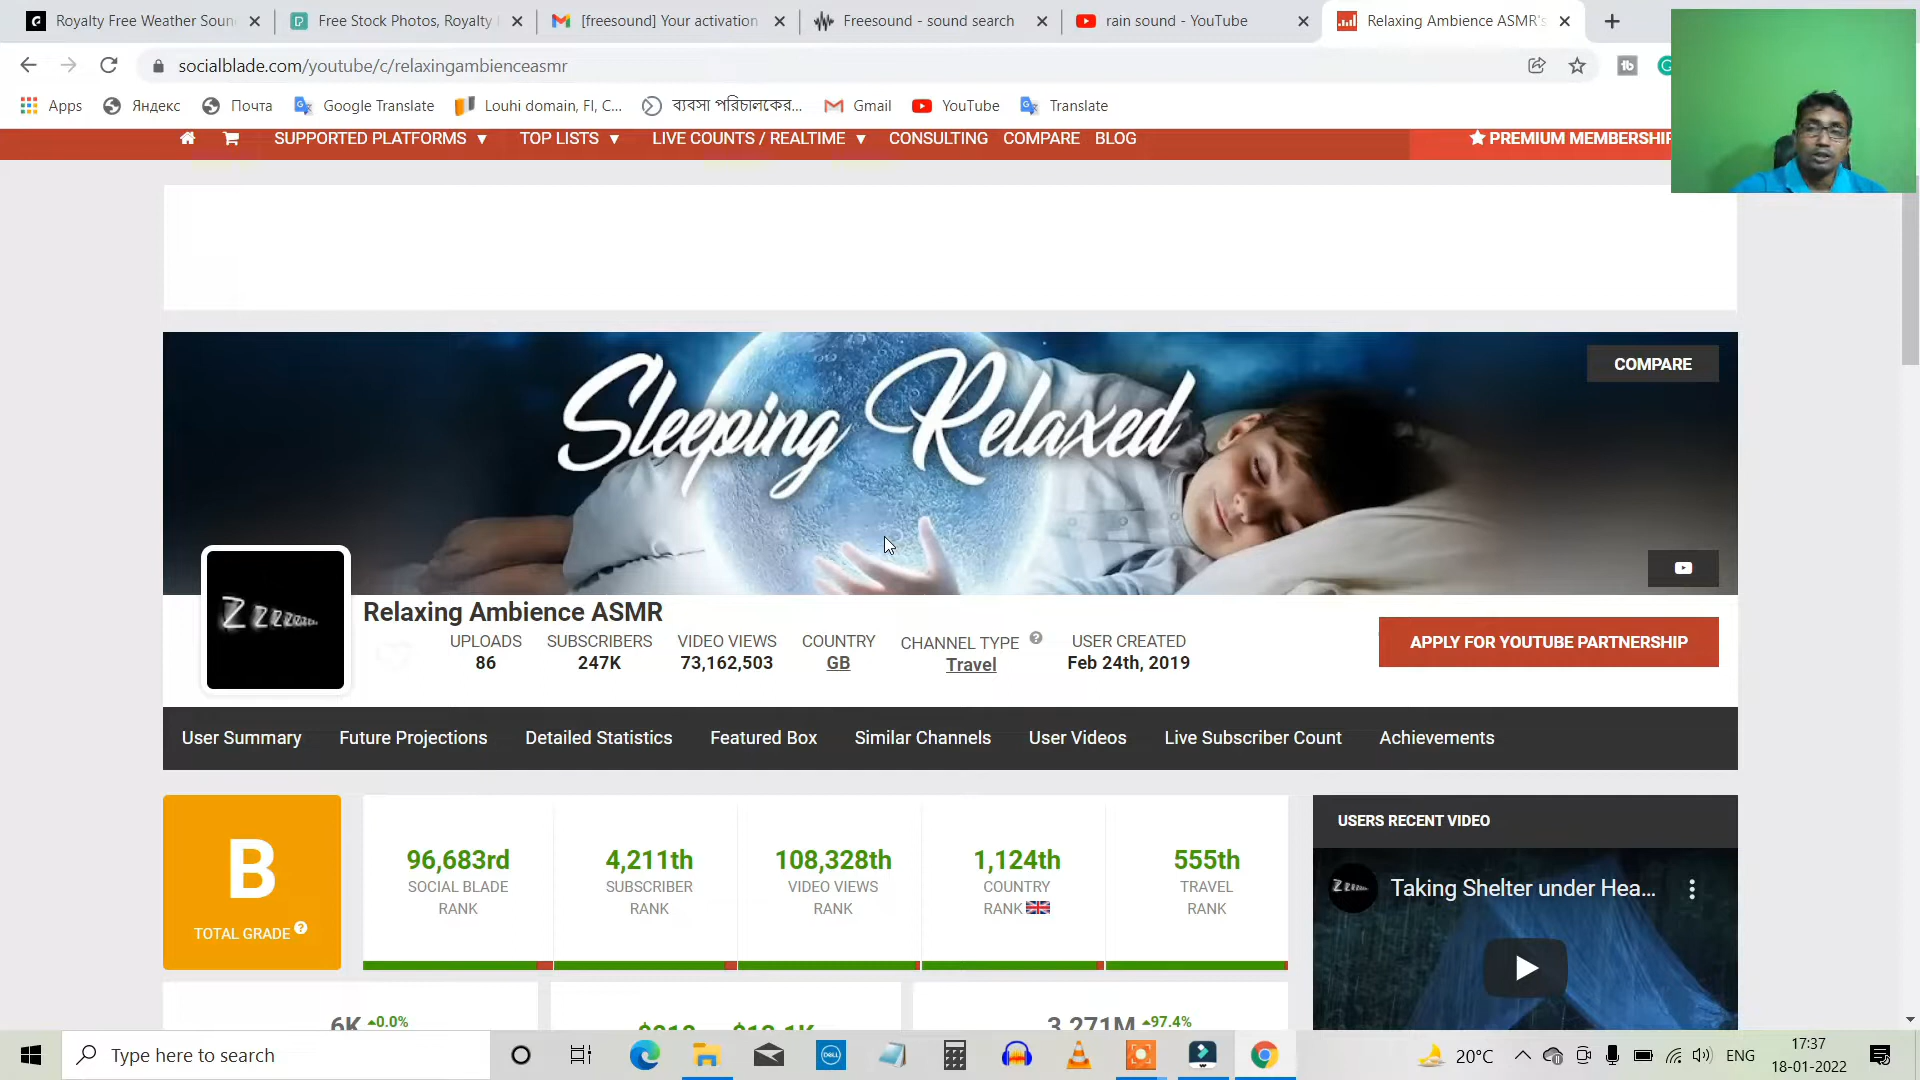 Royalty Free Weather Soun
Free Stock Photos, Royalty
[freesound] Your activation
Freesound - sound search
rain sound - YouTube
Relaxing Ambience ASMR's
socialblade.com/youtube/c/relaxingambienceasmr
Apps
Яндекс
Почта
Google Translate
Louhi domain, Fl, C...
ব্যবসা পরিচালকের...
Gmail
YouTube
Translate
SUPPORTED PLATFORMS ▼
TOP LISTS ▼
LIVE COUNTS / REALTIME ▼
CONSULTING
COMPARE
BLOG
PREMIUM MEMBERSHIP
Sleeping Relaxed
COMPARE
Z Z Z Z Z Z Z
Relaxing Ambience ASMR
UPLOADS
86
SUBSCRIBERS
247K
VIDEO VIEWS
73,162,503
COUNTRY
GB
CHANNEL TYPE
Travel
USER CREATED
Feb 24th, 2019
APPLY FOR YOUTUBE PARTNERSHIP
User Summary
Future Projections
Detailed Statistics
Featured Box
Similar Channels
User Videos
Live Subscriber Count
Achievements
B
TOTAL GRADE
96,683rd
SOCIAL BLADE
RANK
4,211th
SUBSCRIBER
RANK
108,328th
VIDEO VIEWS
RANK
1,124th
COUNTRY
RANK
555th
TRAVEL
RANK
USERS RECENT VIDEO
Taking Shelter under Hea...
6K 0.0%
3.271M 97.4%
Type here to search
DELL
20°C
ENG
17:37
18-01-2022